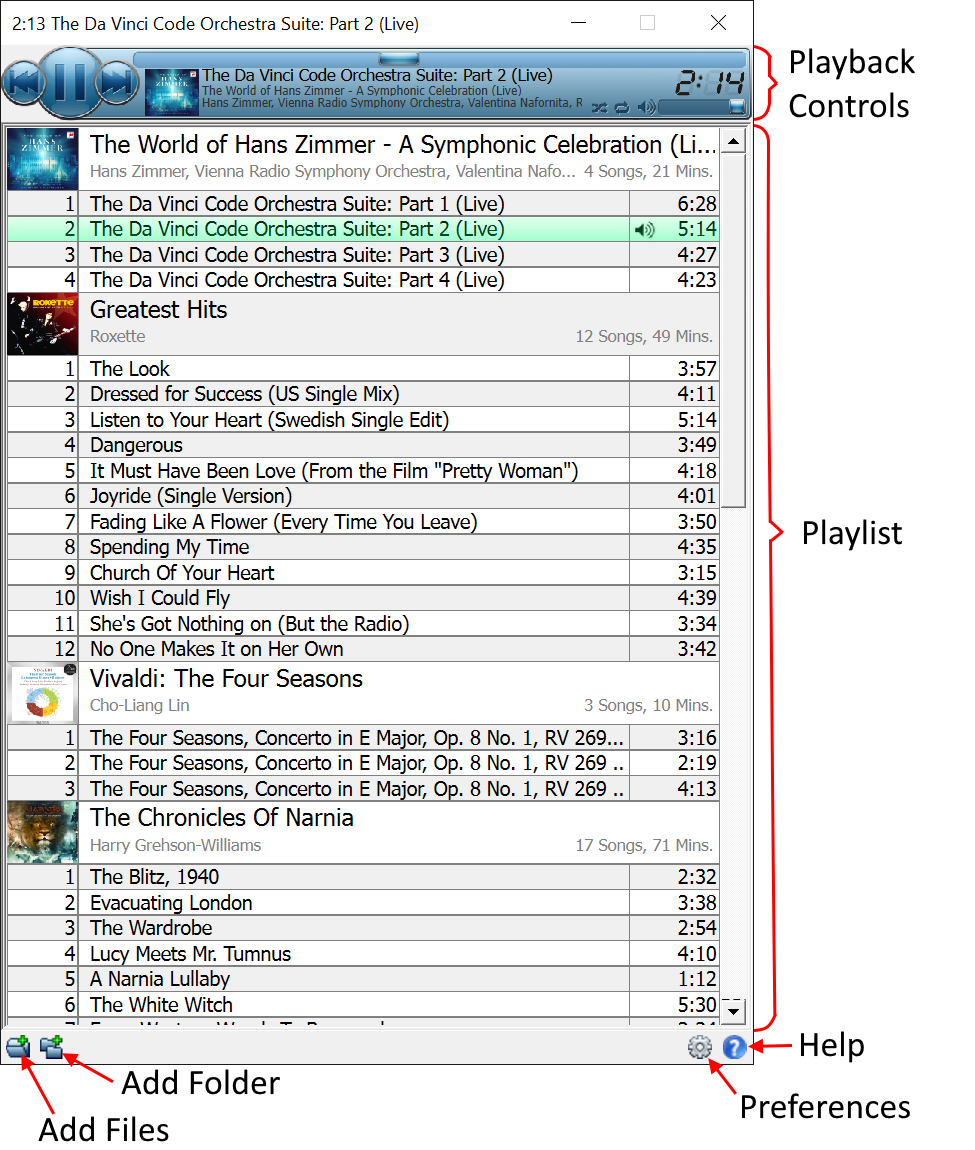 2:13 The Da Vinci Code Orchestra Suite: Part 2 (Live)
The Da Vinci Code Orchestra Suite: Part 2 (Live)
The World of Hans Zimmer - A Symphonic Celebration (Live)
Hans Zimmer, Vienna Radio Symphony Orchestra, Valentina Nafornita, R
2:14
Playback
Controls
HANS
ZIMMER
The World of Hans Zimmer - A Symphonic Celebration (Li...
Hans Zimmer, Vienna Radio Symphony Orchestra, Valentina Nafo... 4 Songs, 21 Mins.
1 The Da Vinci Code Orchestra Suite: Part 1 (Live) 6:28
2 The Da Vinci Code Orchestra Suite: Part 2 (Live) 5:14
3 The Da Vinci Code Orchestra Suite: Part 3 (Live) 4:27
4 The Da Vinci Code Orchestra Suite: Part 4 (Live) 4:23
ROXETTE
Greatest Hits
Roxette 12 Songs, 49 Mins.
1 The Look 3:57
2 Dressed for Success (US Single Mix) 4:11
3 Listen to Your Heart (Swedish Single Edit) 5:14
4 Dangerous 3:49
5 It Must Have Been Love (From the Film "Pretty Woman") 4:18
6 Joyride (Single Version) 4:01
7 Fading Like A Flower (Every Time You Leave) 3:50
8 Spending My Time 4:35
9 Church Of Your Heart 3:15
10 Wish I Could Fly 4:39
11 She's Got Nothing on (But the Radio) 3:34
12 No One Makes It on Her Own 3:42
Playlist
VIVALDI
Vivaldi: The Four Seasons
Cho-Liang Lin 3 Songs, 10 Mins.
1 The Four Seasons, Concerto in E Major, Op. 8 No. 1, RV 269... 3:16
2 The Four Seasons, Concerto in E Major, Op. 8 No. 1, RV 269 .. 2:19
3 The Four Seasons, Concerto in E Major, Op. 8 No. 1, RV 269 .. 4:13
The Chronicles Of Narnia
Harry Grehson-Williams 17 Songs, 71 Mins.
1 The Blitz, 1940 2:32
2 Evacuating London 3:38
3 The Wardrobe 2:54
4 Lucy Meets Mr. Tumnus 4:10
5 A Narnia Lullaby 1:12
6 The White Witch 5:30
Help
Add Folder
Preferences
Add Files